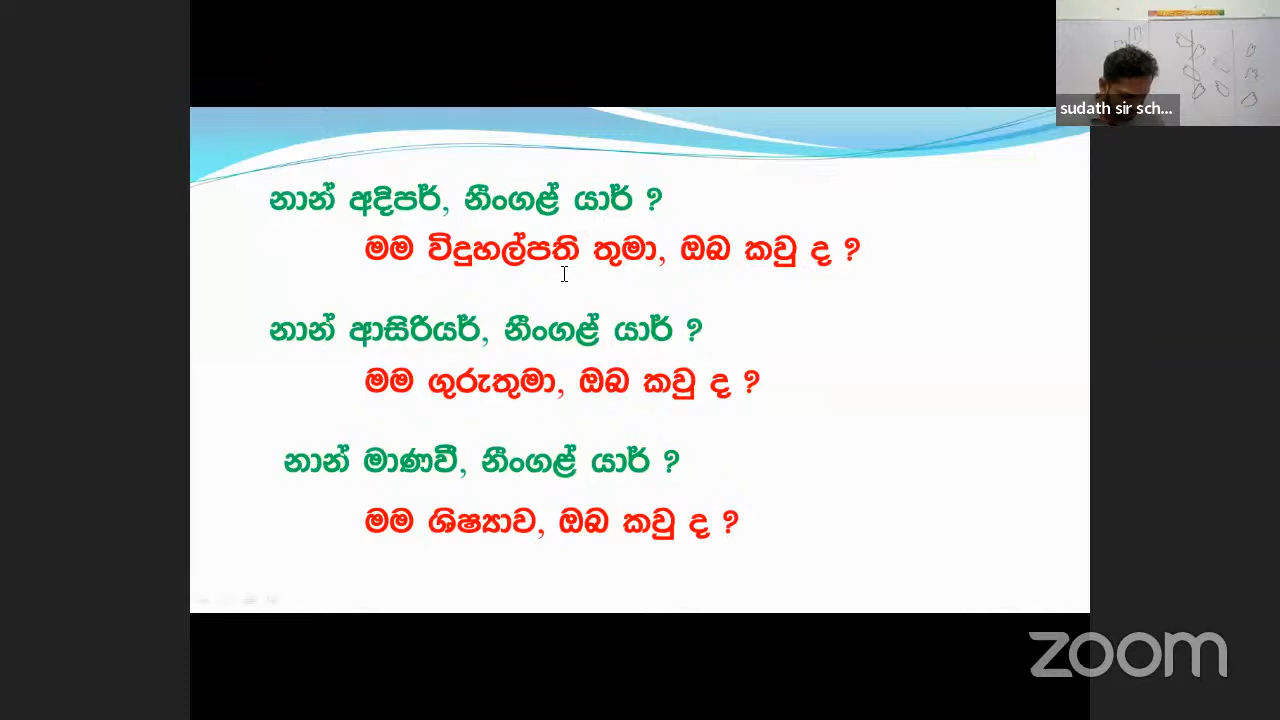 sudath sir sch...
නාන් අදිපර්, නීංගළ් යාර් ?
මම විදුහල්පති තුමා, ඔබ කවු ද ?
නාන් ආසිරියර්, නීංගළ් යාර් ?
මම ගුරුතුමා, ඔබ කවු ද ?
නාන් මාණවී, නීංගළ් යාර් ?
මම ශිෂ්‍යාව, ඔබ කවු ද ?
zoom